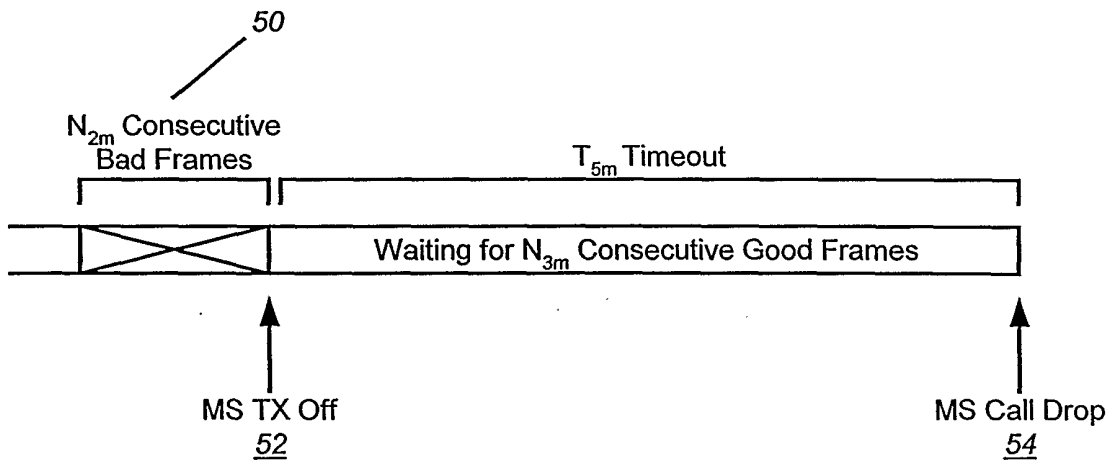 50
N2m Consecutive
Bad Frames
T5m Timeout
Waiting for N3m Consecutive Good Frames
MS TX Off
52
MS Call Drop
54